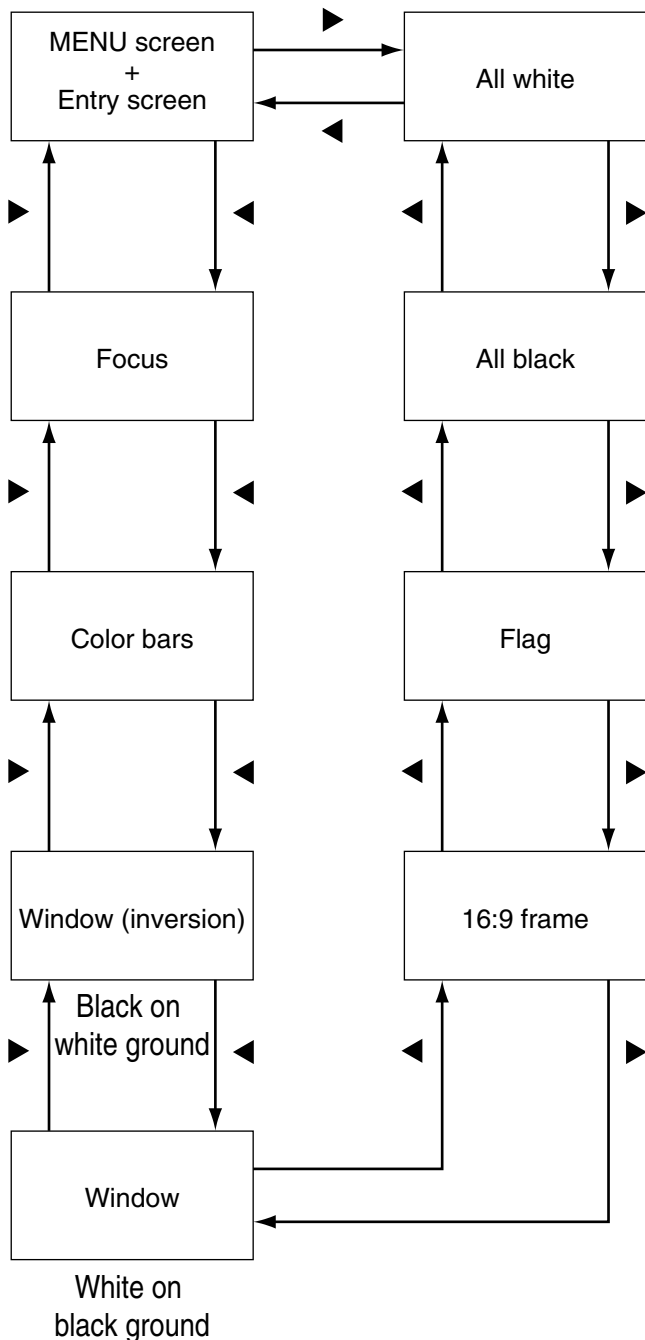 MENU screen
+
Entry screen
All white
Focus
All black
Color bars
Flag
Window (inversion)
16:9 frame
Black on
white ground
Window
White on
black ground